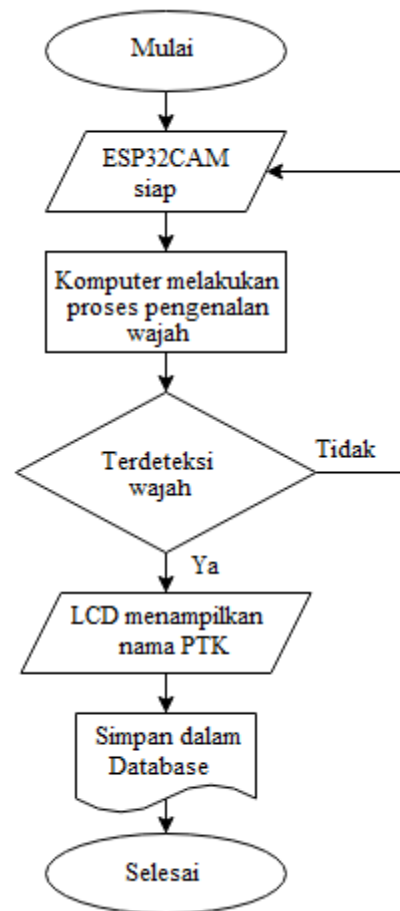 Mulai
ESP32CAM
siap
Komputer melakukan
proses pengenalan
wajah
Terdeteksi
wajah
Tidak
Ya
LCD menampilkan
nama PTK
Simpan dalam
Database
Selesai